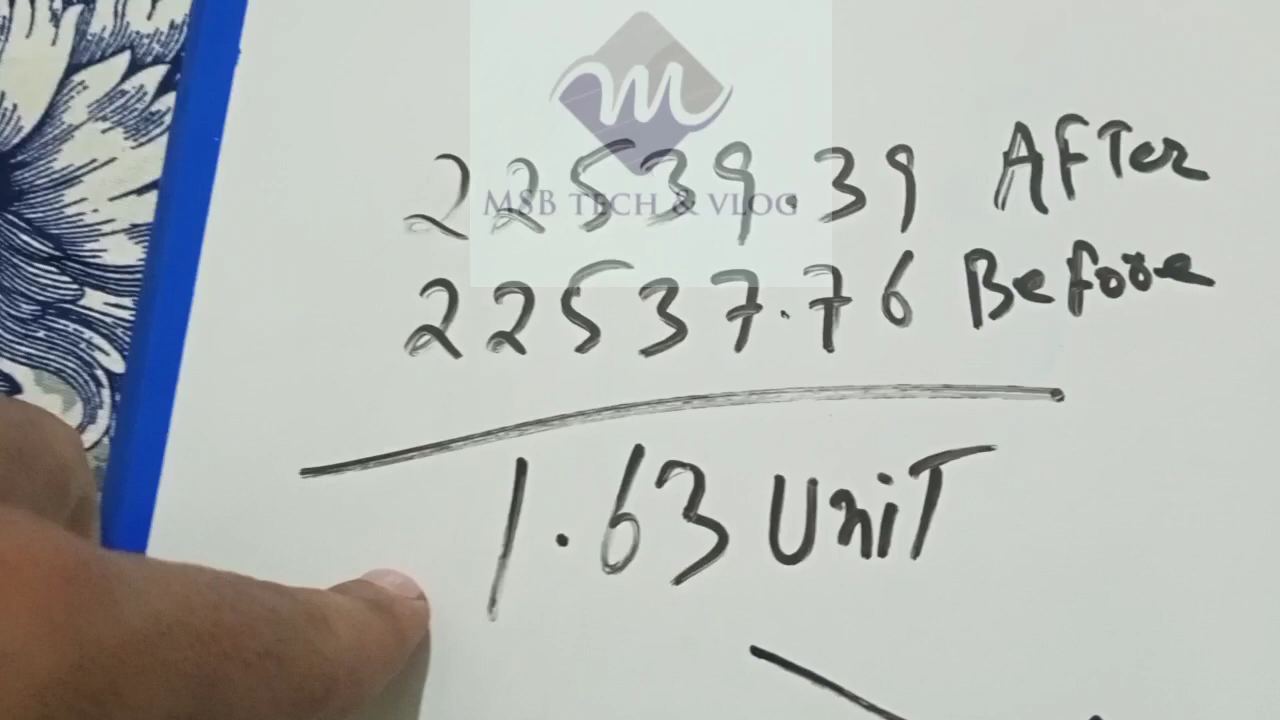 m
MSB TECH & VLOG
22539.39 AFTer
22537.76 Before
1.63 UniT